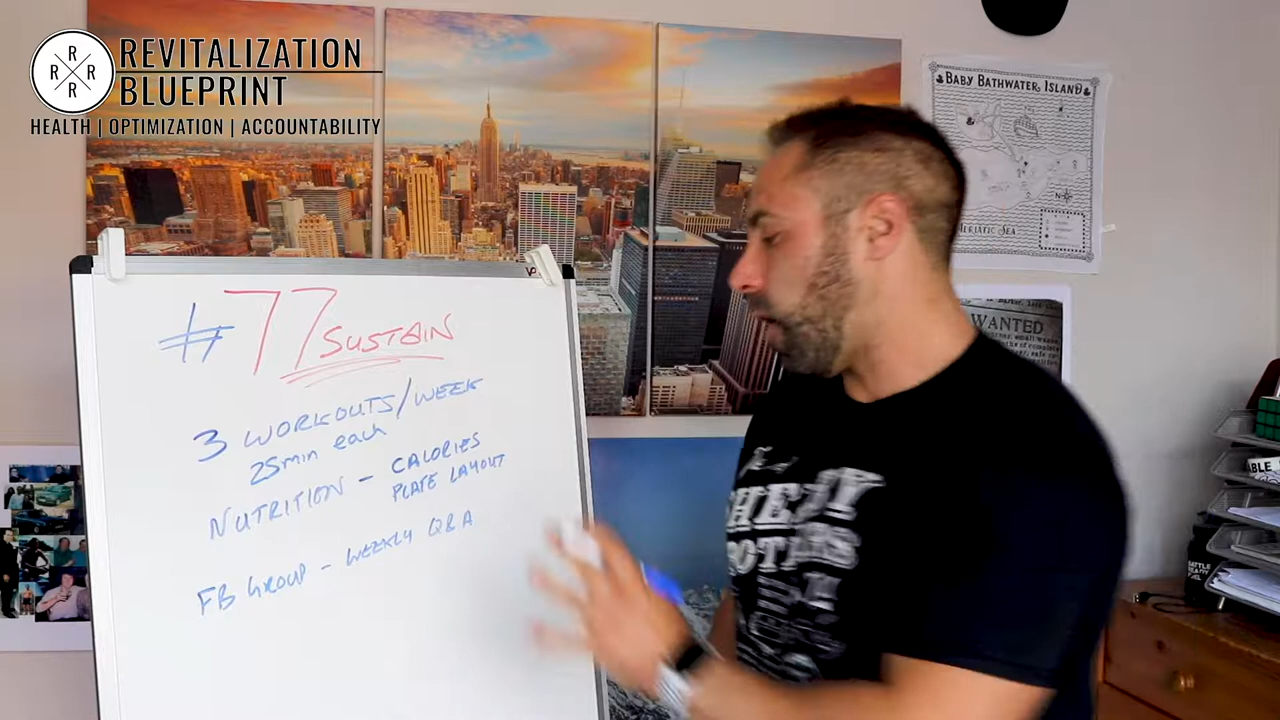 R
R R
R
REVITALIZATION
BLUEPRINT
HEALTH | OPTIMIZATION | ACCOUNTABILITY
BABY BATHWATER ISLAND
#77 SUSTAIN
3 WORKOUTS/WEEK
25min each
NUTRITION - CALORIES
PLATE LAYOUT
FB GROUP - WEEKLY Q&A
WANTED